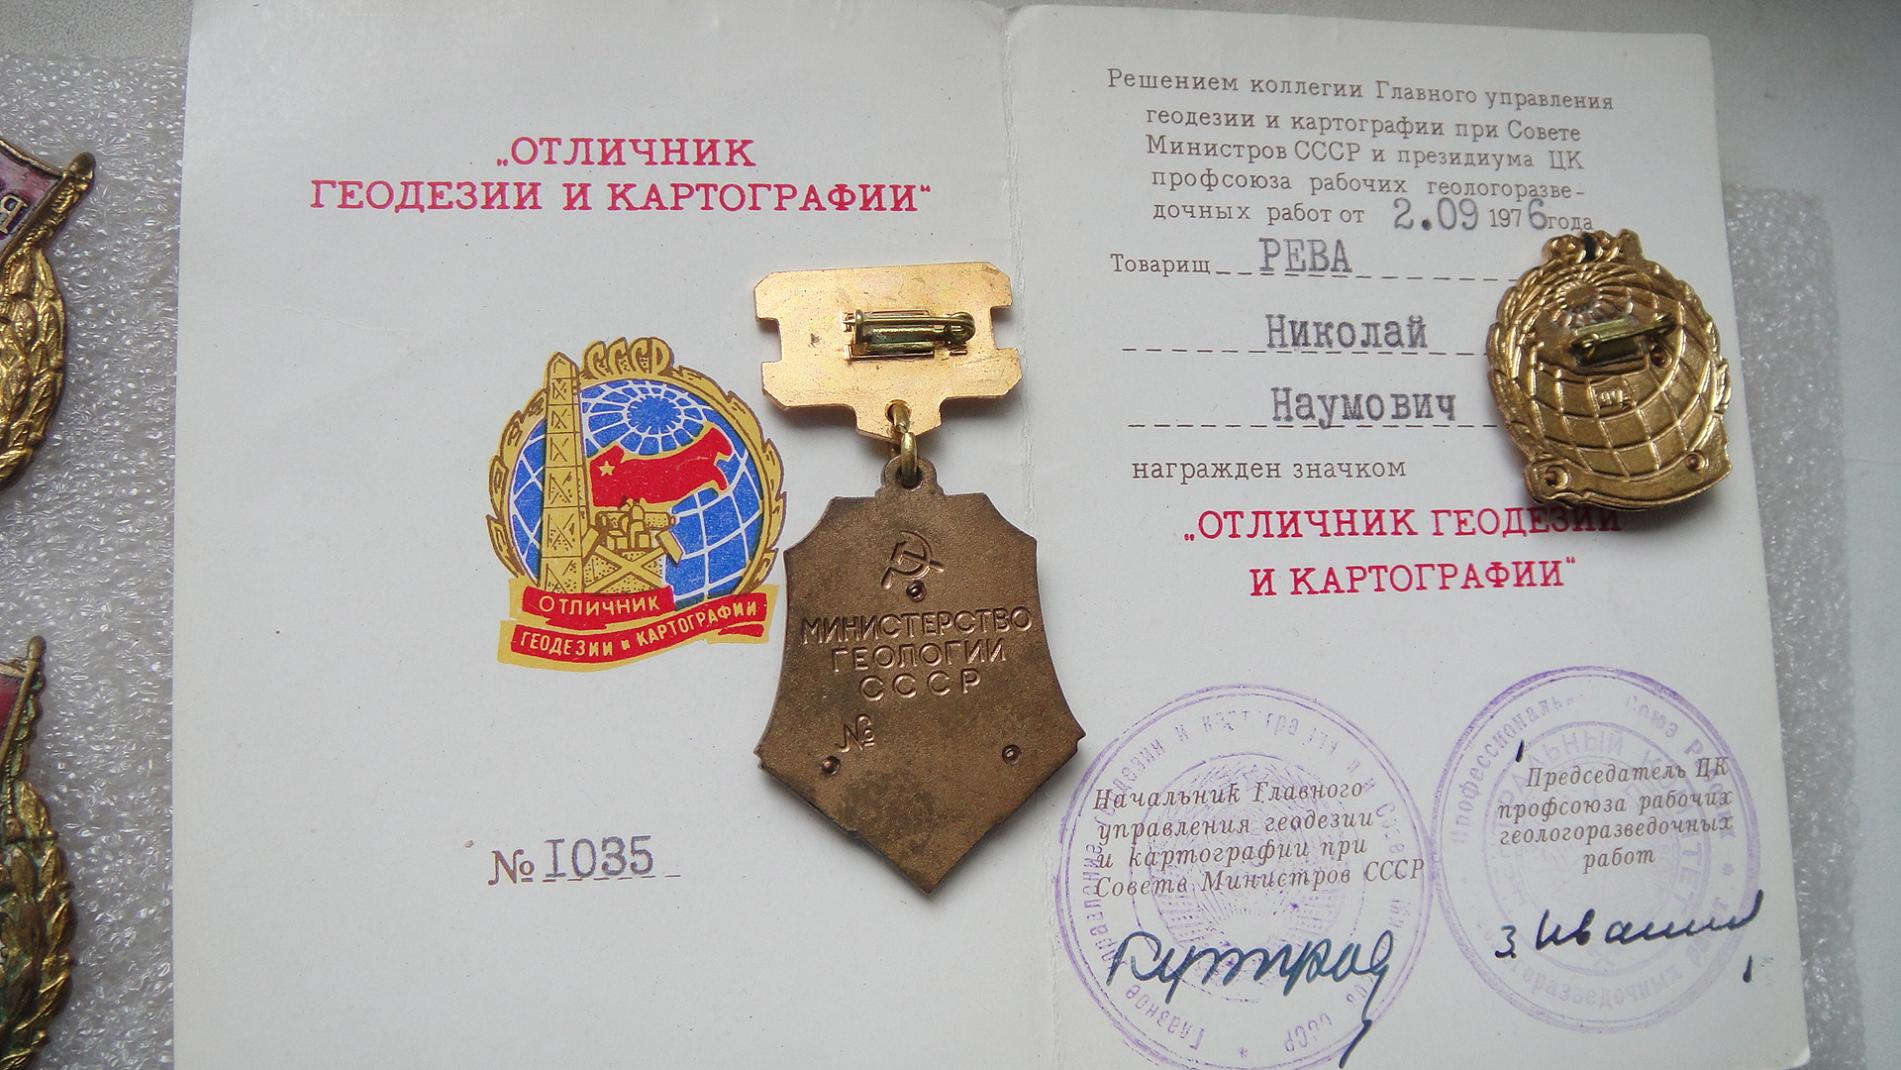 „ОТЛИЧНИК
ГЕОДЕЗИИ И КАРТОГРАФИИ“
СССР
ОТЛИЧНИК
ГЕОДЕЗИИ и КАРТОГРАФИИ
№ I035
МИНИСТЕРСТВО
ГЕОЛОГИИ
СССР
№
Решением коллегии Главного управления
геодезии и картографии при Совете
Министров СССР и президиума ЦК
профсоюза рабочих геологоразве-
дочных работ от 2.09 1976 года
Товарищ РЕВА
Николай
Наумович
награжден значком
„ОТЛИЧНИК ГЕОДЕЗИИ
И КАРТОГРАФИИ“
Начальник Главного
управления геодезии
и картографии при
Совете Министров СССР
Председатель ЦК
профсоюза рабочих
геологоразведочных
работ